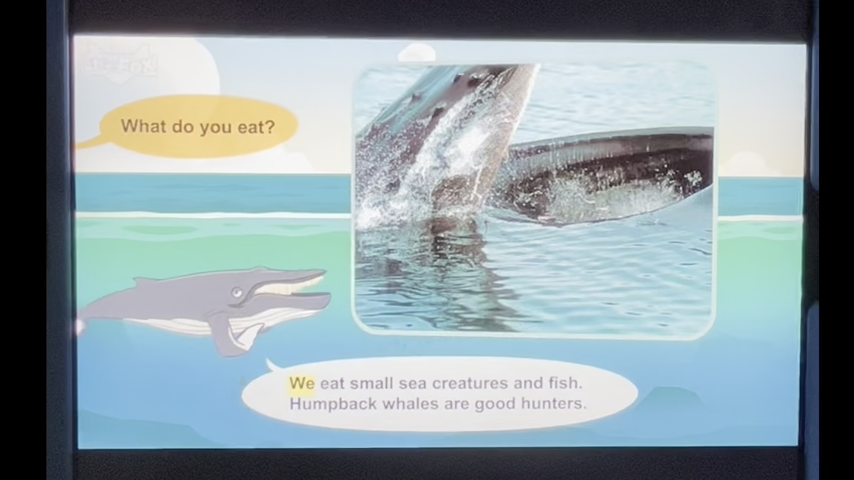 What do you eat?
We eat small sea creatures and fish.
Humpback whales are good hunters.